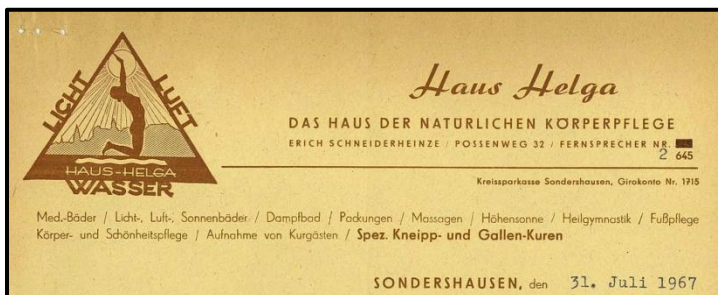 LICHT LUFT
HAUS-HELGA
WASSER
Haus Helga
DAS HAUS DER NATÜRLICHEN KÖRPERPFLEGE
ERICH SCHNEIDERHEINZE / POSSENWEG 32 / FERNSPRECHER NR.
2 645
Kreissparkasse Sondershausen, Girokonto Nr. 1715
Med.-Bäder / Licht-, Luft-, Sonnenbäder / Dampfbad / Packungen / Massagen / Höhensonne / Heilgymnastik / Fußpflege
Körper- und Schönheitspflege / Aufnahme von Kurgästen / Spez. Kneipp- und Gallen-Kuren
SONDERSHAUSEN, den 31. Juli 1967